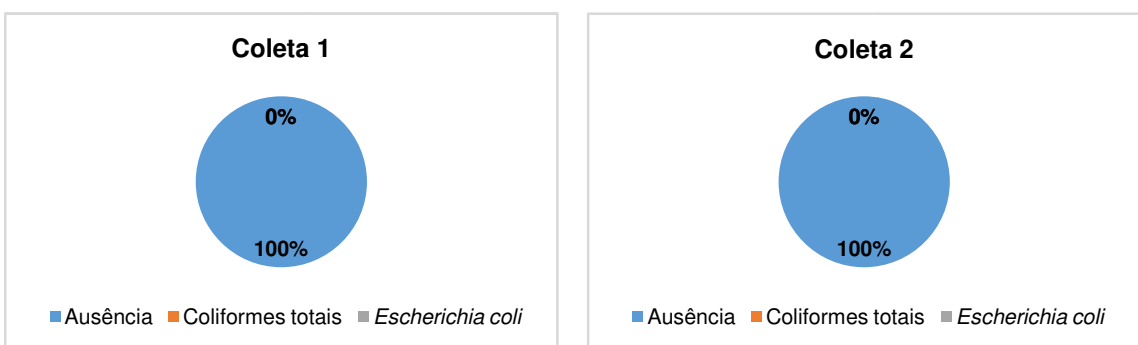 Coleta 1
0%
100%
Ausência Coliformes totais Escherichia coli
Coleta 2
0%
100%
Ausência Coliformes totais Escherichia coli